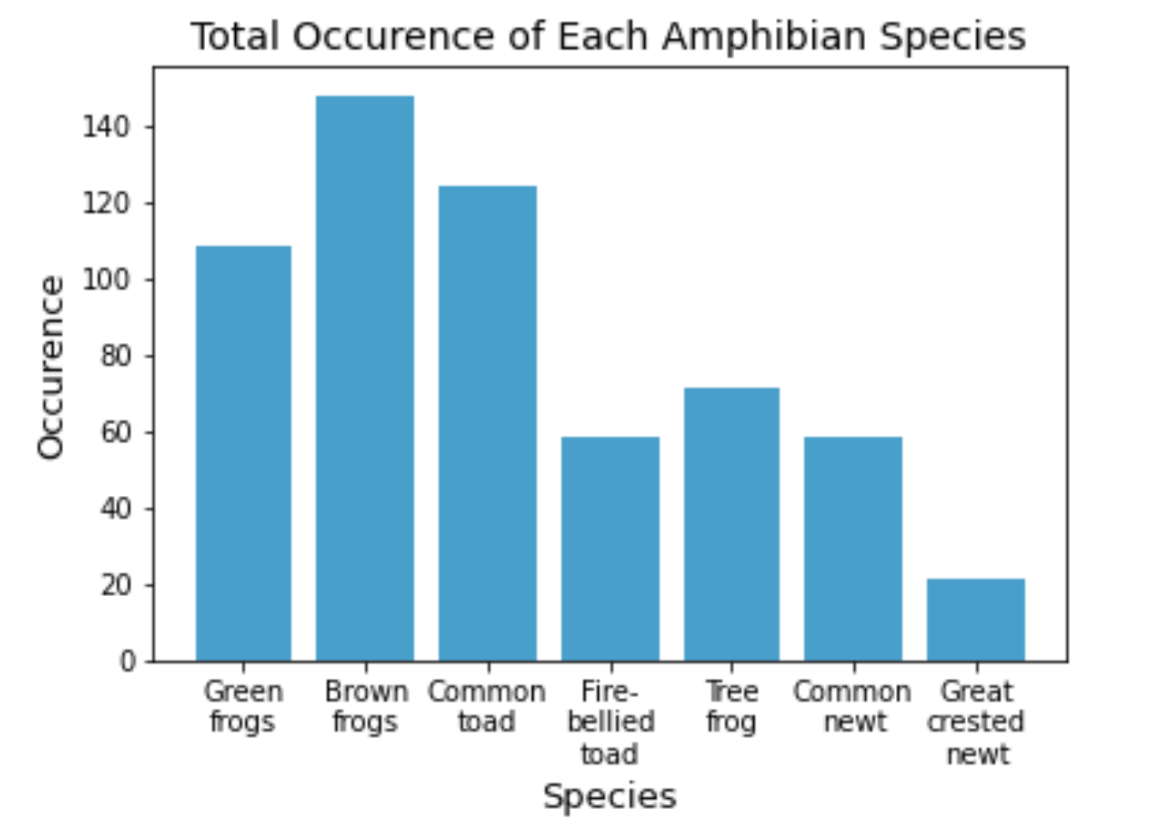 Total Occurence of Each Amphibian Species
Occurence
140
120
100
80
60
40
20
0
Green
frogs
Brown
frogs
Common
toad
Fire-
bellied
toad
Tree
frog
Common
newt
Great
crested
newt
Species